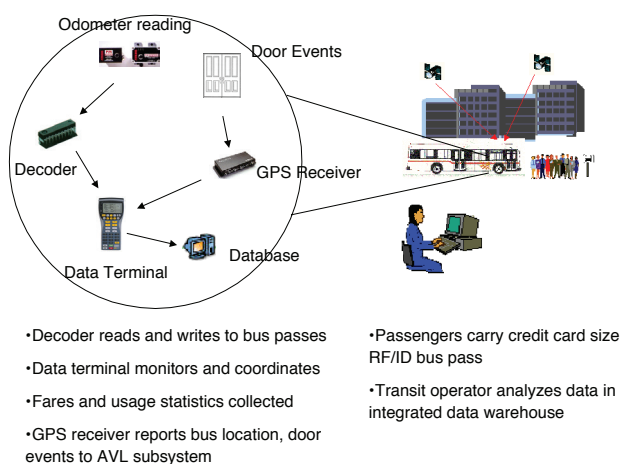 Odometer reading
Door Events
Decoder
GPS Receiver
Data Terminal
Database
•Decoder reads and writes to bus passes
•Data terminal monitors and coordinates
•Fares and usage statistics collected
•GPS receiver reports bus location, door
events to AVL subsystem
•Passengers carry credit card size
RF/ID bus pass
•Transit operator analyzes data in
integrated data warehouse